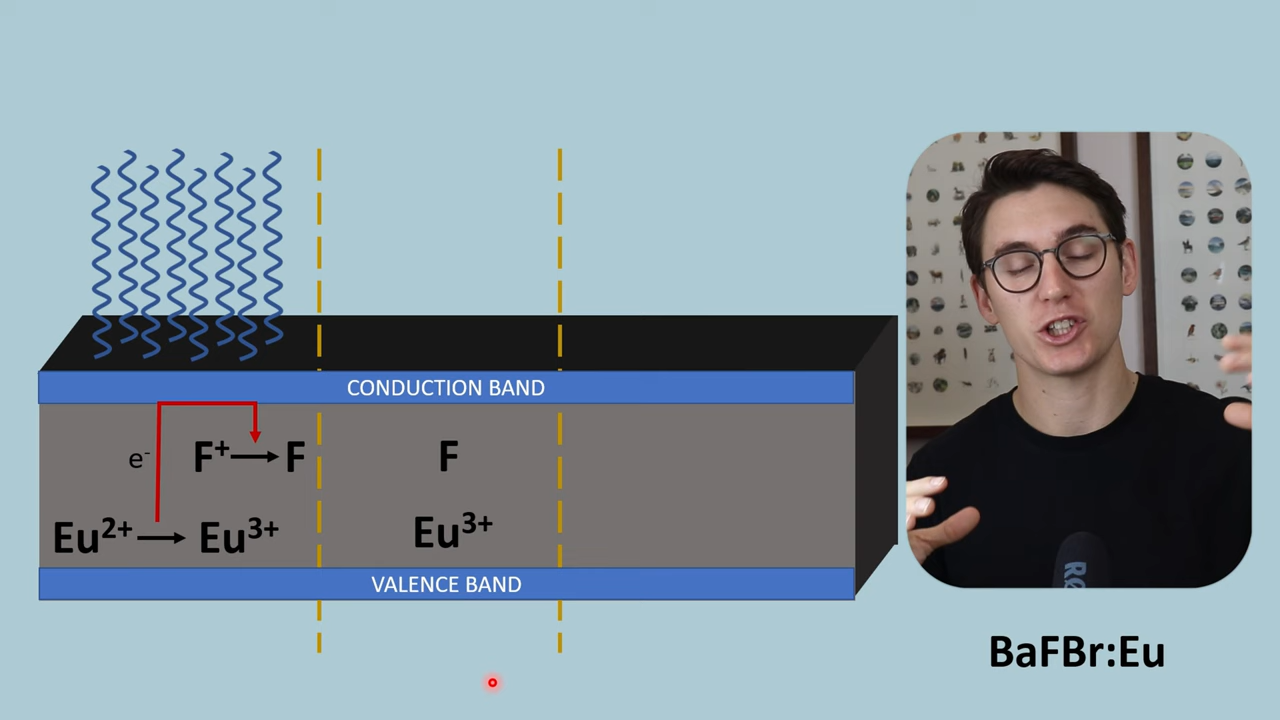 CONDUCTION BAND
e⁻ F⁺ F F
Eu²⁺ Eu³⁺ Eu³⁺
VALENCE BAND
BaFBr:Eu